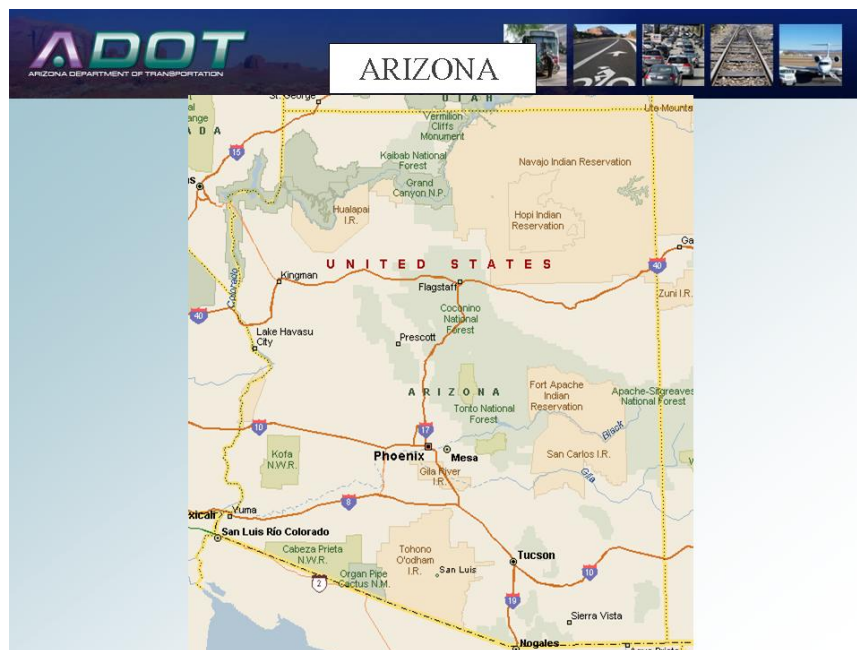 ADOT
ARIZONA DEPARTMENT OF TRANSPORTATION
ARIZONA
St. George
UTAH
Ute Mounta
Vermilion
Cliffs
Monument
ADA
15
Kaibab National
Forest
Navajo Indian Reservation
Grand
Canyon N.P.
Hualapai
I.R.
Hopi Indian
Reservation
UNITED STATES
Ga
40
Kingman
Flagstaff
Colorado
Zuni I.R.
40
Coconino
National
Forest
Lake Havasu
City
Prescott
ARIZONA
Fort Apache
Indian
Reservation
Apache-Sitgreaves
National Forest
Tonto National
Forest
10
17
Black
Phoenix
Mesa
Kofa
N.W.R.
San Carlos I.R.
Gila River
I.R.
Gila
8
Yuma
xicali
San Luis Río Colorado
Cabeza Prieta
N.W.R.
Tohono
O'odham
I.R.
Tucson
San Luis
10
Organ Pipe
Cactus N.M.
2
19
Sierra Vista
Nogales